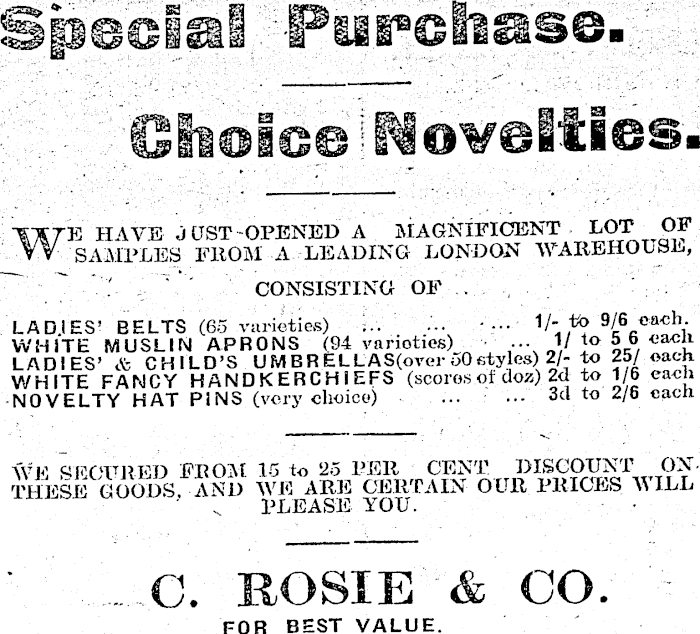 Special Purchase.
Choice Novelties.
WE HAVE JUST OPENED A MAGNIFICENT LOT OF
SAMPLES FROM A LEADING LONDON WAREHOUSE,
CONSISTING OF
LADIES' BELTS (65 varieties) ... ... ... 1/- to 9/6 each.
WHITE MUSLIN APRONS (94 varieties) ... 1/ to 5 6 each
LADIES' & CHILD'S UMBRELLAS(over 50 styles) 2/- to 25/ each
WHITE FANCY HANDKERCHIEFS (scores of doz) 2d to 1/6 each
NOVELTY HAT PINS (very choice) ... ... 3d to 2/6 each
WE SECURED FROM 15 to 25 PER CENT DISCOUNT ON
THESE GOODS, AND WE ARE CERTAIN OUR PRICES WILL
PLEASE YOU.
C. ROSIE & CO.
FOR BEST VALUE.